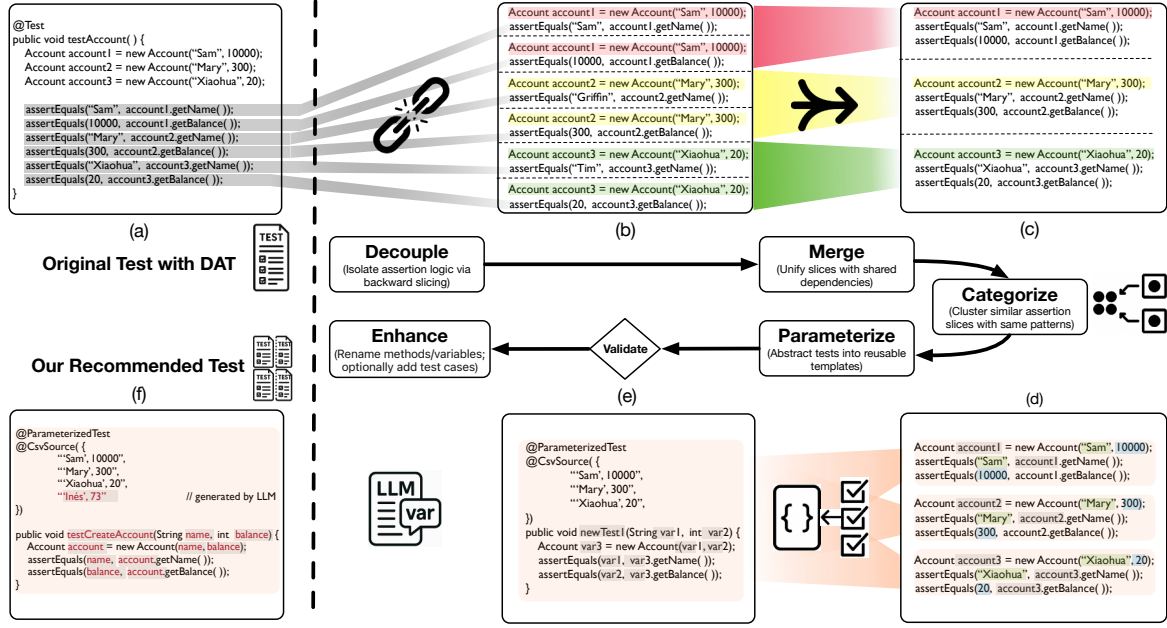 @Test
public void testAccount( ) {
Account account1 = new Account(“Sam”, 10000);
Account account2 = new Account(“Mary”, 300);
Account account3 = new Account(“Xiaohua”, 20);
assertEquals(“Sam”, account1.getName( ));
assertEquals(10000, account1.getBalance( ));
assertEquals(“Mary”, account2.getName( ));
assertEquals(300, account2.getBalance( ));
assertEquals(“Xiaohua”, account3.getName( ));
assertEquals(20, account3.getBalance( ));
}
(a)
Account account1 = new Account(“Sam”, 10000);
assertEquals(“Sam”, account1.getName( ));
Account account1 = new Account(“Sam”, 10000);
assertEquals(10000, account1.getBalance( ));
Account account2 = new Account(“Mary”, 300);
assertEquals(“Griffin”, account2.getName( ));
Account account2 = new Account(“Mary”, 300);
assertEquals(300, account2.getBalance( ));
Account account3 = new Account(“Xiaohua”, 20);
assertEquals(“Tim”, account3.getName( ));
Account account3 = new Account(“Xiaohua”, 20);
assertEquals(20, account3.getBalance( ));
(b)
Account account1 = new Account(“Sam”, 10000);
assertEquals(“Sam”, account1.getName( ));
assertEquals(10000, account1.getBalance( ));
Account account2 = new Account(“Mary”, 300);
assertEquals(“Mary”, account2.getName( ));
assertEquals(300, account2.getBalance( ));
Account account3 = new Account(“Xiaohua”, 20);
assertEquals(“Xiaohua”, account3.getName( ));
assertEquals(20, account3.getBalance( ));
(c)
Original Test with DAT
TEST
Decouple
(Isolate assertion logic via
backward slicing)
Merge
(Unify slices with shared
dependencies)
Categorize
(Cluster similar assertion
slices with same patterns)
Parameterize
(Abstract tests into reusable
templates)
Validate
Enhance
(Rename methods/variables;
optionally add test cases)
Our Recommended Test
TEST
TEST
TEST
TEST
(f)
@ParameterizedTest
@CsvSource( {
“‘Sam’, 10000”,
“‘Mary’, 300”,
“‘Xiaohua’, 20”,
“‘Inés’, 73” // generated by LLM
})
public void testCreateAccount(String name, int balance) {
Account account = new Account(name, balance);
assertEquals(name, account.getName( ));
assertEquals(balance, account.getBalance( ));
}
LLM
var
(e)
@ParameterizedTest
@CsvSource( {
“‘Sam’, 10000”,
“‘Mary’, 300”,
“‘Xiaohua’, 20”,
})
public void newTest1(String var1, int var2) {
Account var3 = new Account(var1, var2);
assertEquals(var1, var3.getName( ));
assertEquals(var2, var3.getBalance( ));
}
{ }
(d)
Account account1 = new Account(“Sam”, 10000);
assertEquals(“Sam”, account1.getName( ));
assertEquals(10000, account1.getBalance( ));
Account account2 = new Account(“Mary”, 300);
assertEquals(“Mary”, account2.getName( ));
assertEquals(300, account2.getBalance( ));
Account account3 = new Account(“Xiaohua”, 20);
assertEquals(“Xiaohua”, account3.getName( ));
assertEquals(20, account3.getBalance( ));